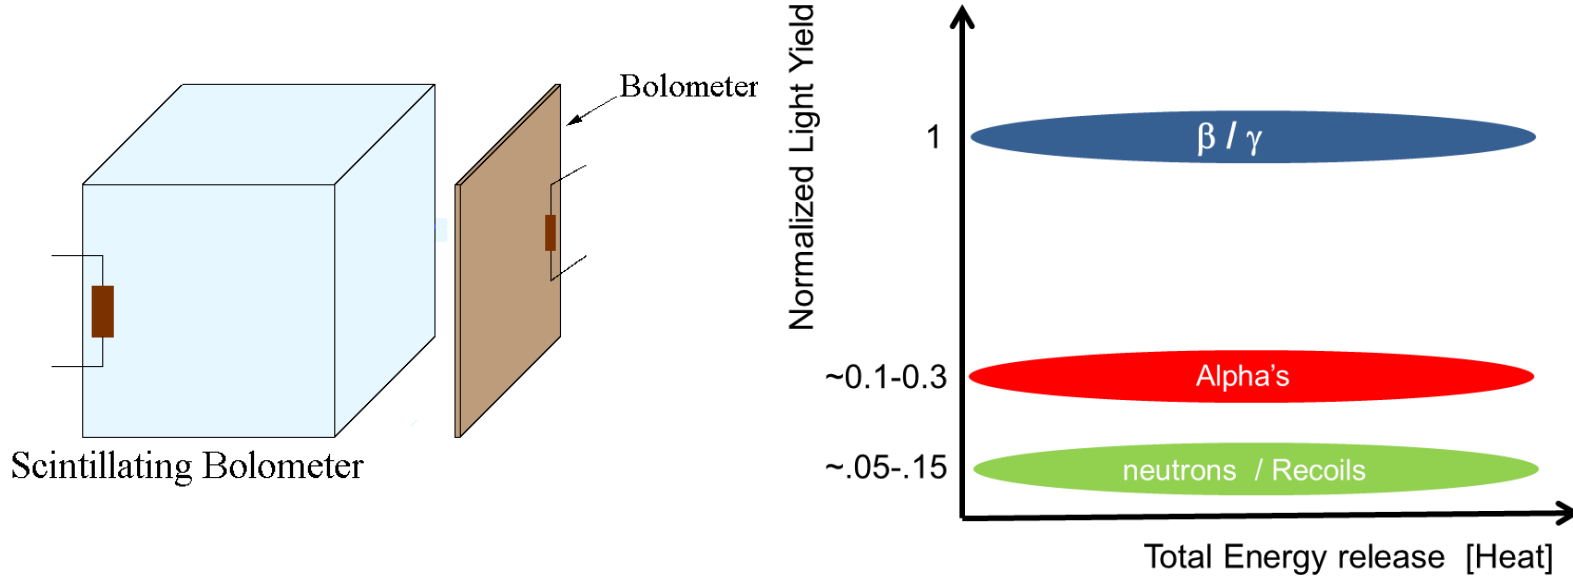 Bolometer
Scintillating Bolometer
Normalized Light Yield
1
β / γ
~0.1-0.3
Alpha's
~.05-.15
neutrons / Recoils
Total Energy release [Heat]